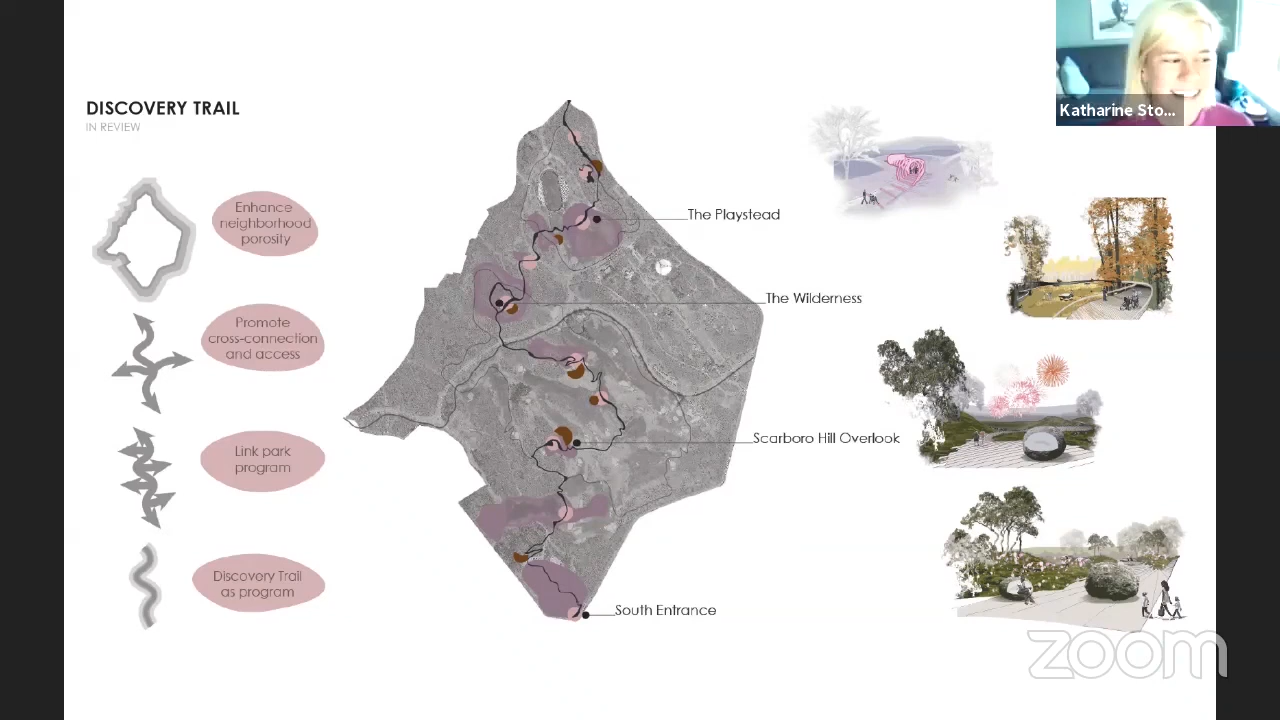 DISCOVERY TRAIL
IN REVIEW
Enhance
neighborhood
porosity
Promote
cross-connection
and access
Link park
program
Discovery Trail
as program
The Playstead
The Wilderness
Scarboro Hill Overlook
South Entrance
Katharine Sto...
zoom